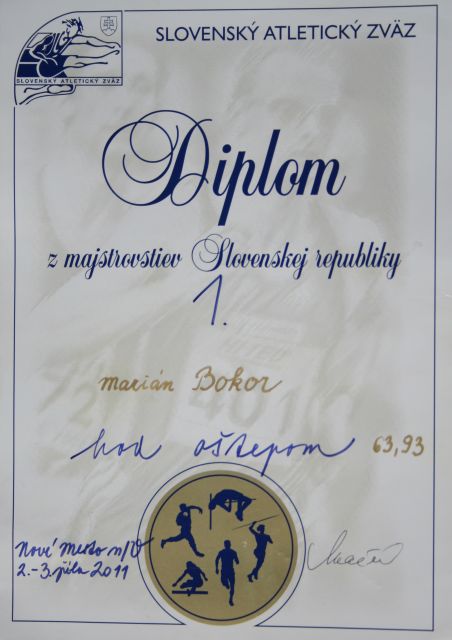 SLOVENSKÝ ATLETICKÝ ZVÄZ
SLOVENSKÝ ATLETICKÝ ZVÄZ
Diplom
z majstrovstiev Slovenskej republiky
1.
Marián Bokor
hod oštepom 63,93
Nové Mesto n/V
2.-3. júla 2011